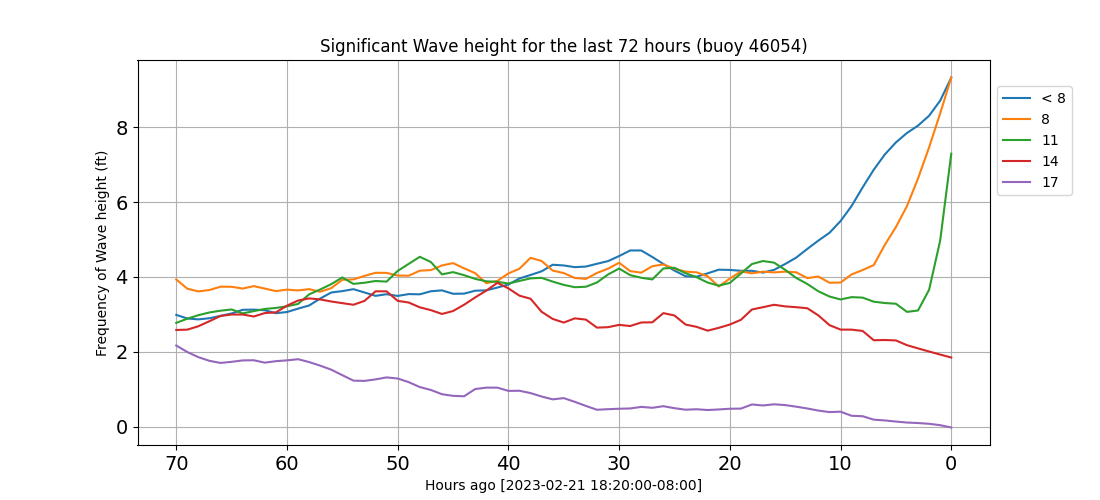 Significant Wave height for the last 72 hours (buoy 46054)
Frequency of Wave height (ft)
8
6
4
2
0
70 60 50 40 30 20 10 0
Hours ago [2023-02-21 18:20:00-08:00]
< 8
8
11
14
17